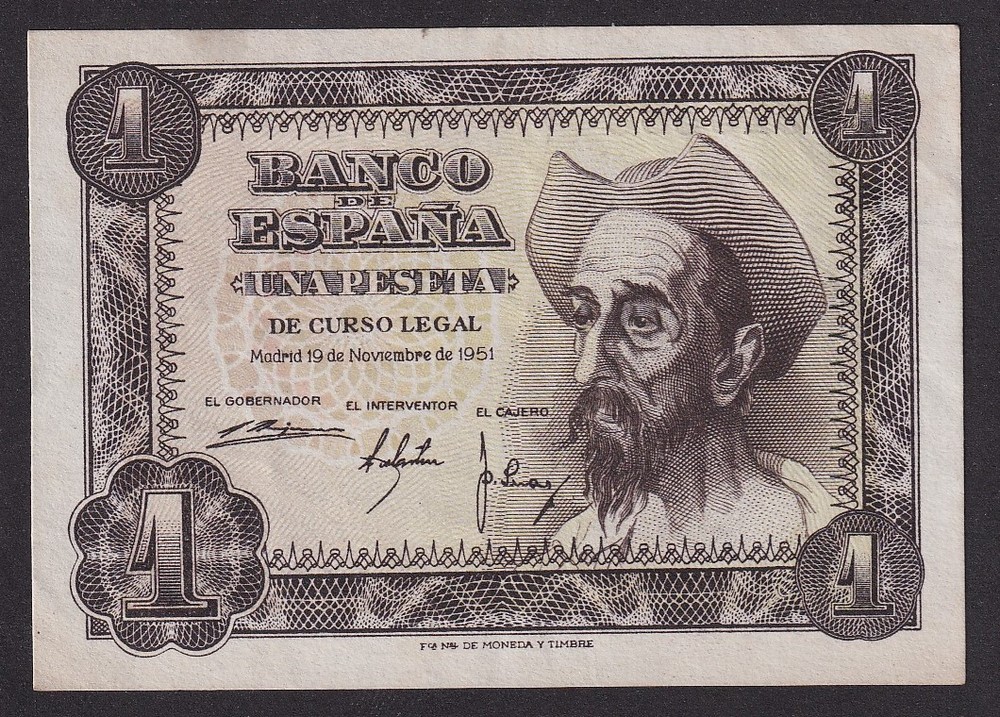 1 1
BANCO
DE
ESPAÑA
UNA PESETA
DE CURSO LEGAL
Madrid 19 de Noviembre de 1951
EL GOBERNADOR EL INTERVENTOR EL CAJERO
1 1
Fca Nal DE MONEDA Y TIMBRE